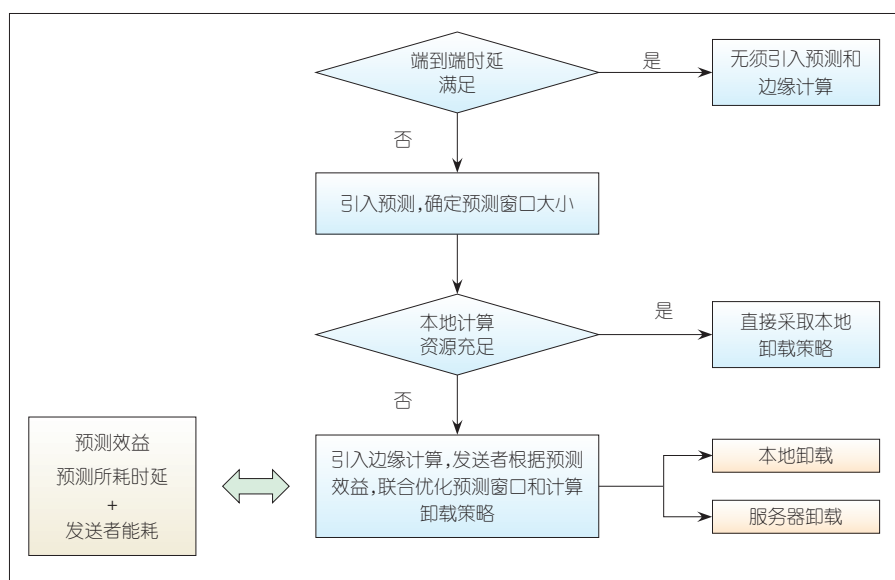 端到端时延
满足
是
无须引入预测和
边缘计算
否
引入预测,确定预测窗口大小
本地计算
资源充足
是
直接采取本地
卸载策略
否
预测效益
预测所耗时延
+
发送者能耗
引入边缘计算,发送者根据预测
效益,联合优化预测窗口和计算
卸载策略
本地卸载
服务器卸载